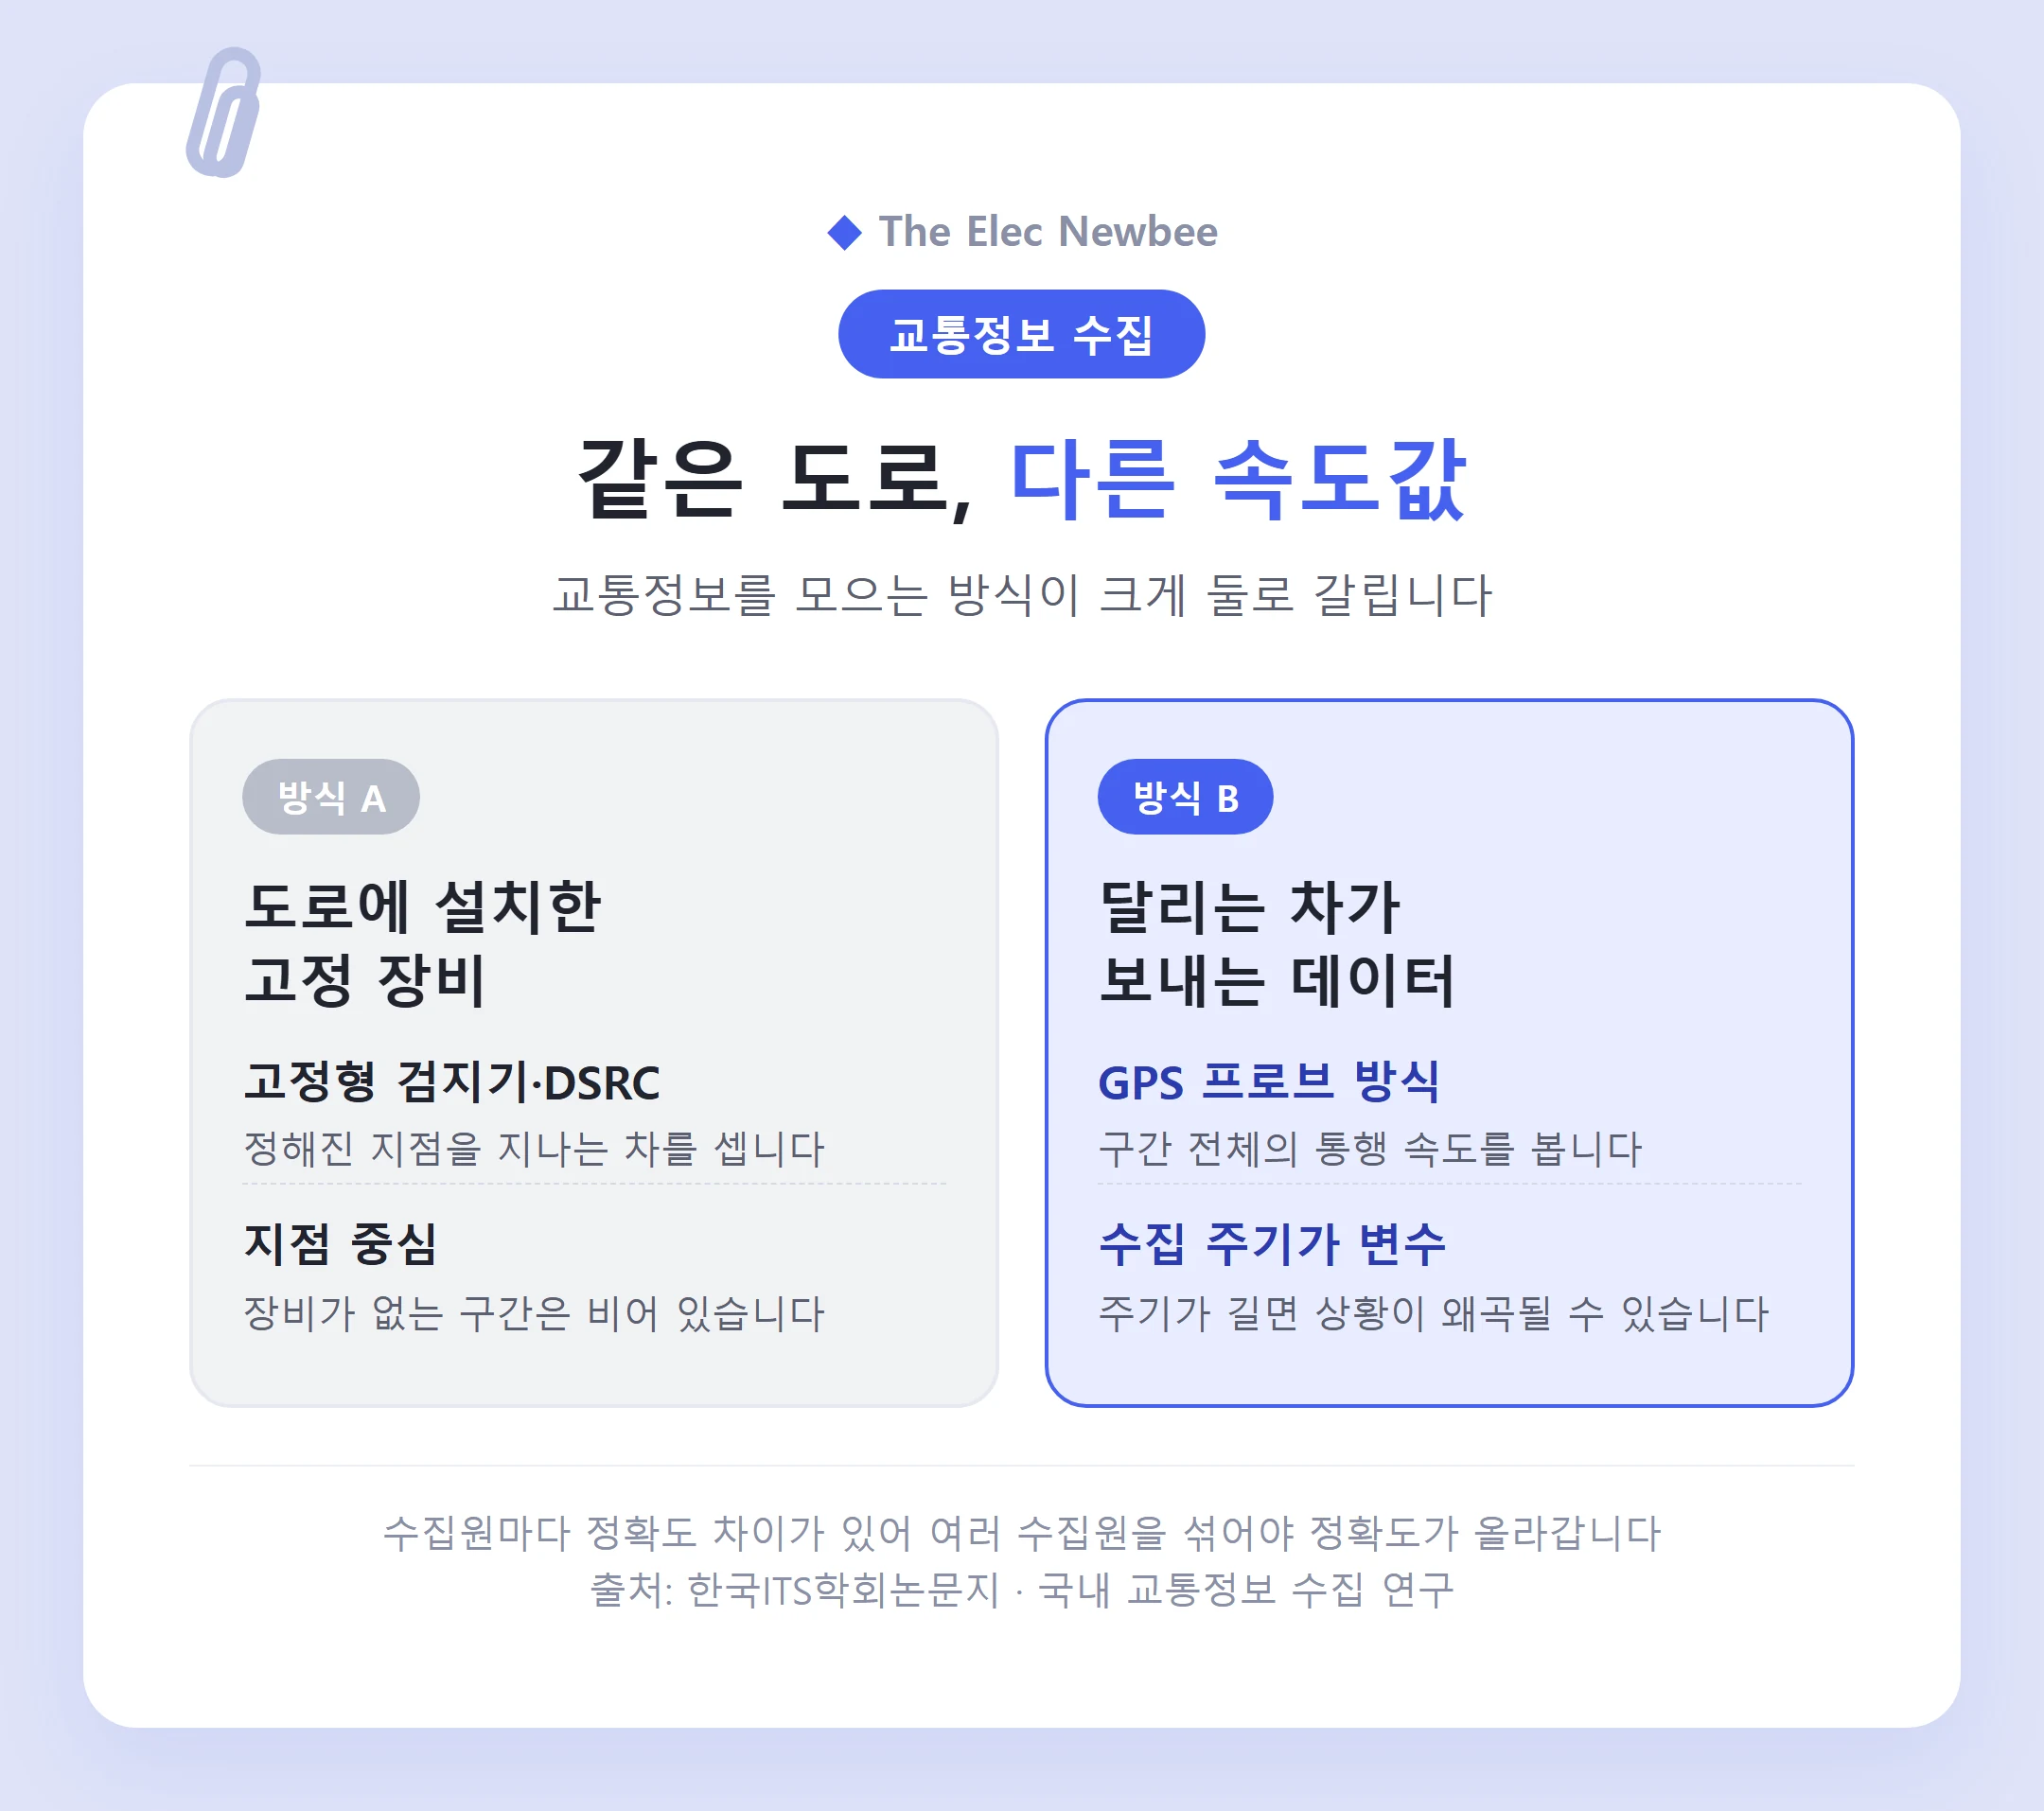 The Elec Newbee
교통정보 수집
같은 도로, 다른 속도값
교통정보를 모으는 방식이 크게 둘로 갈립니다
방식 A
도로에 설치한
고정 장비
고정형 검지기·DSRC
정해진 지점을 지나는 차를 셉니다
지점 중심
장비가 없는 구간은 비어 있습니다
방식 B
달리는 차가
보내는 데이터
GPS 프로브 방식
구간 전체의 통행 속도를 봅니다
수집 주기가 변수
주기가 길면 상황이 왜곡될 수 있습니다
수집원마다 정확도 차이가 있어 여러 수집원을 섞어야 정확도가 올라갑니다
출처: 한국ITS학회논문지 · 국내 교통정보 수집 연구